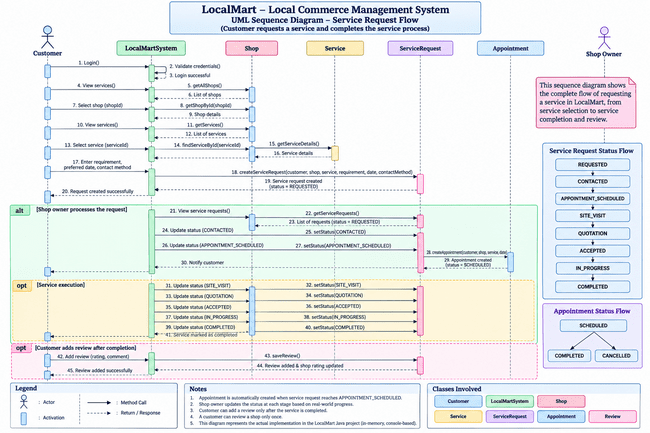 LocalMart – Local Commerce Management System
UML Sequence Diagram – Service Request Flow
(Customer requests a service and completes the service process)
Customer
LocalMartSystem
Shop
Service
ServiceRequest
Appointment
Shop Owner
1. Login()
2. Validate credentials()
3. Login successful
4. View services()
5. getAllShops()
6. List of shops
7. Select shop (shopId)
8. getShopById(shopId)
9. Shop details
10. View services()
11. getServices()
12. List of services
13. Select service (serviceId)
14. findServiceById(serviceId)
15. getServiceDetails()
16. Service details
17. Enter requirement,
preferred date, contact method
18. createServiceRequest(customer, shop, service, requirement, date, contactMethod)
19. Service request created
(status = REQUESTED)
20. Request created successfully
alt
[Shop owner processes the request]
21. View service requests()
22. getServiceRequests()
23. List of requests (status = REQUESTED)
24. Update status (CONTACTED)
25. setStatus(CONTACTED)
26. Update status (APPOINTMENT_SCHEDULED)
27. setStatus(APPOINTMENT_SCHEDULED)
28. createAppointment(customer, shop, service, date)
29. Appointment created
(status = SCHEDULED)
30. Notify customer
opt
[Service execution]
31. Update status (SITE_VISIT)
32. setStatus(SITE_VISIT)
33. Update status (QUOTATION)
34. setStatus(QUOTATION)
35. Update status (ACCEPTED)
36. setStatus(ACCEPTED)
37. Update status (IN_PROGRESS)
38. setStatus(IN_PROGRESS)
39. Update status (COMPLETED)
40. setStatus(COMPLETED)
41. Service marked as completed
opt
[Customer adds review after completion]
42. Add review (rating, comment)
43. saveReview()
44. Review added & shop rating updated
45. Review added successfully
This sequence diagram shows
the complete flow of requesting
a service in LocalMart, from
service selection to service
completion and review.
Service Request Status Flow
REQUESTED
CONTACTED
APPOINTMENT_SCHEDULED
SITE_VISIT
QUOTATION
ACCEPTED
IN_PROGRESS
COMPLETED
Appointment Status Flow
SCHEDULED
COMPLETED
CANCELLED
Legend
: Actor
: Activation
: Method Call
: Return / Response
Notes
1. Appointment is automatically created when service request reaches APPOINTMENT_SCHEDULED.
2. Shop owner updates the status at each stage based on real-world progress.
3. Customer can add a review only after the service is completed.
4. A customer can review a shop only once.
5. This diagram represents the actual implementation in the LocalMart Java project (in-memory, console-based).
Classes Involved
Customer
LocalMartSystem
Shop
Service
ServiceRequest
Appointment
Review